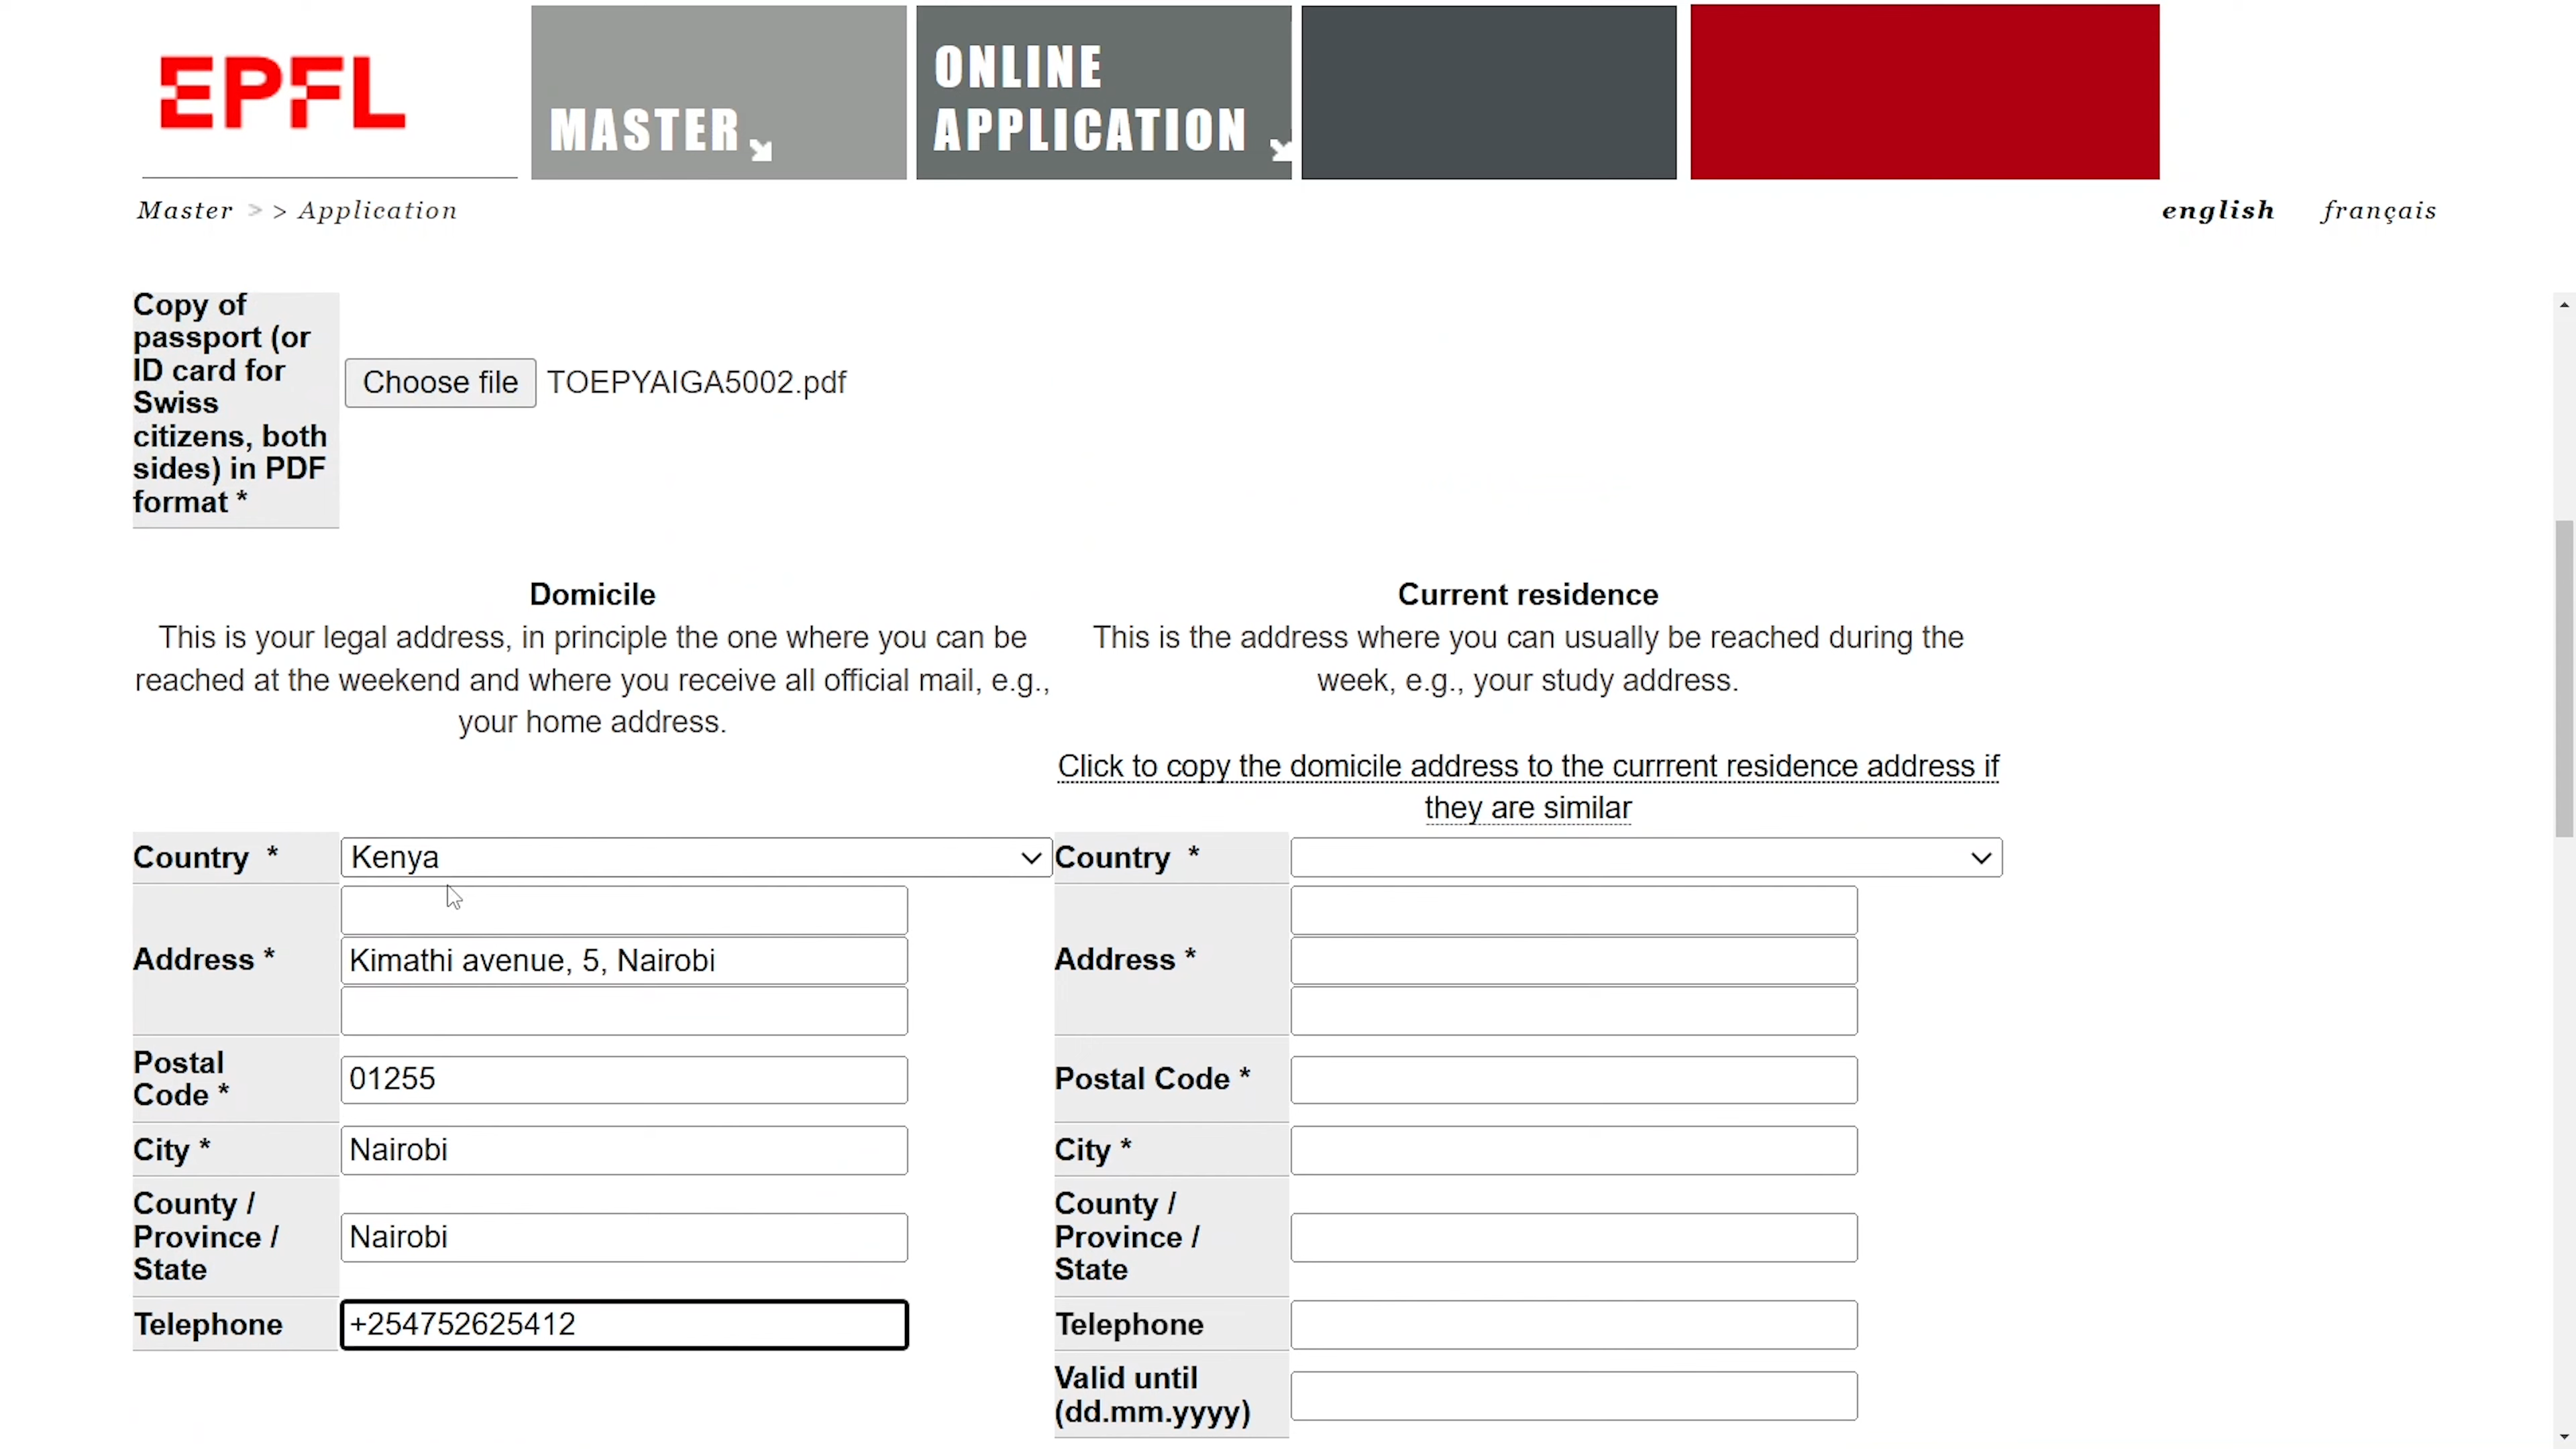 EPFL
MASTER
ONLINE
APPLICATION
Master > > Application
english français
Copy of
passport (or
ID card for
Swiss
citizens, both
sides) in PDF
format *
Choose file TOEPYAIGA5002.pdf
Domicile
This is your legal address, in principle the one where you can be
reached at the weekend and where you receive all official mail, e.g.,
your home address.
Current residence
This is the address where you can usually be reached during the
week, e.g., your study address.
Click to copy the domicile address to the currrent residence address if
they are similar
Country * Kenya
Address * Kimathi avenue, 5, Nairobi
Postal
Code * 01255
City * Nairobi
County /
Province / Nairobi
State
Telephone +254752625412
Country *
Address *
Postal Code *
City *
County /
Province /
State
Telephone
Valid until
(dd.mm.yyyy)